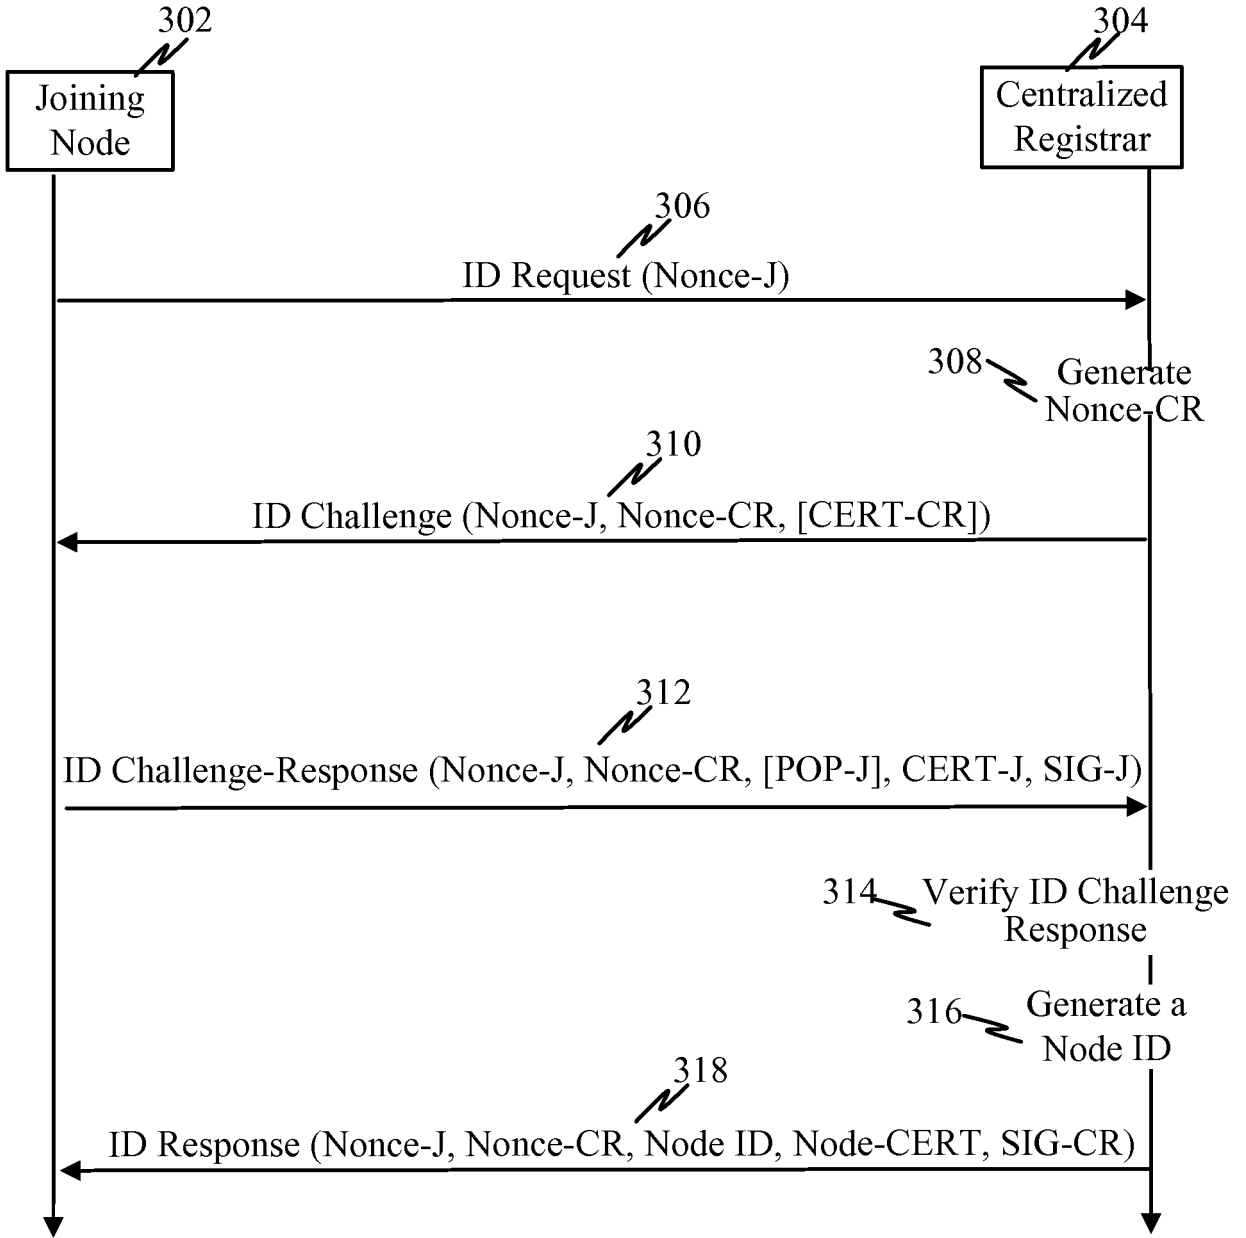 302
304
Joining
Node
Centralized
Registrar
306
ID Request (Nonce-J)
308
Generate
Nonce-CR
310
ID Challenge (Nonce-J, Nonce-CR, [CERT-CR])
312
ID Challenge-Response (Nonce-J, Nonce-CR, [POP-J], CERT-J, SIG-J)
314
Verify ID Challenge
Response
316
Generate a
Node ID
318
ID Response (Nonce-J, Nonce-CR, Node ID, Node-CERT, SIG-CR)